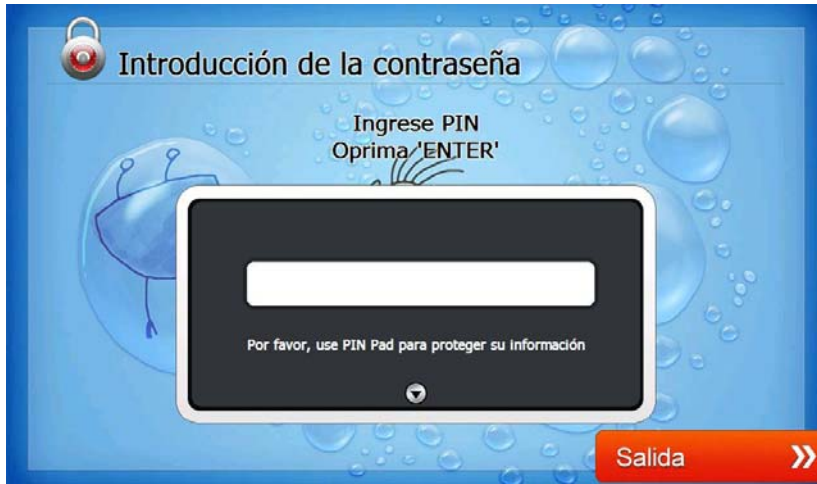 Introducción de la contraseña
Ingrese PIN
Oprima 'ENTER'
Por favor, use PIN Pad para proteger su información
Salida